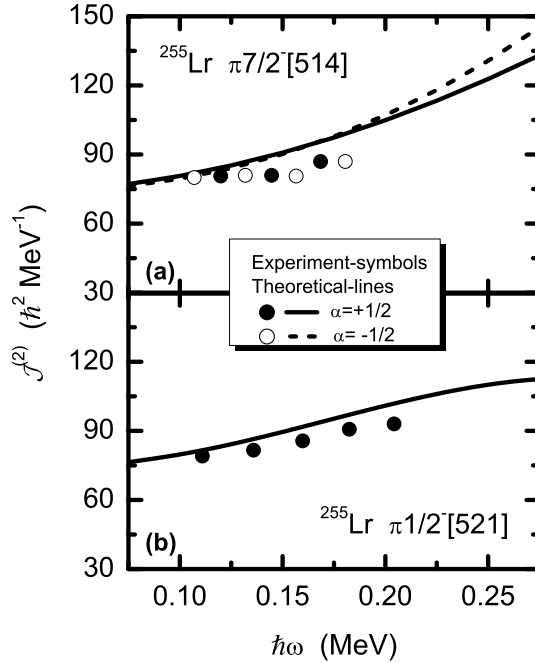 150
²⁵⁵Lr π7/2⁻[514]
120
90
60
(a)
30
Experiment-symbols
Theoretical-lines
α=+1/2
α= -1/2
𝒥⁽²⁾ (ℏ² MeV⁻¹)
120
90
60
²⁵⁵Lr π1/2⁻[521]
(b)
30
0.10 0.15 0.20 0.25
ℏω (MeV)